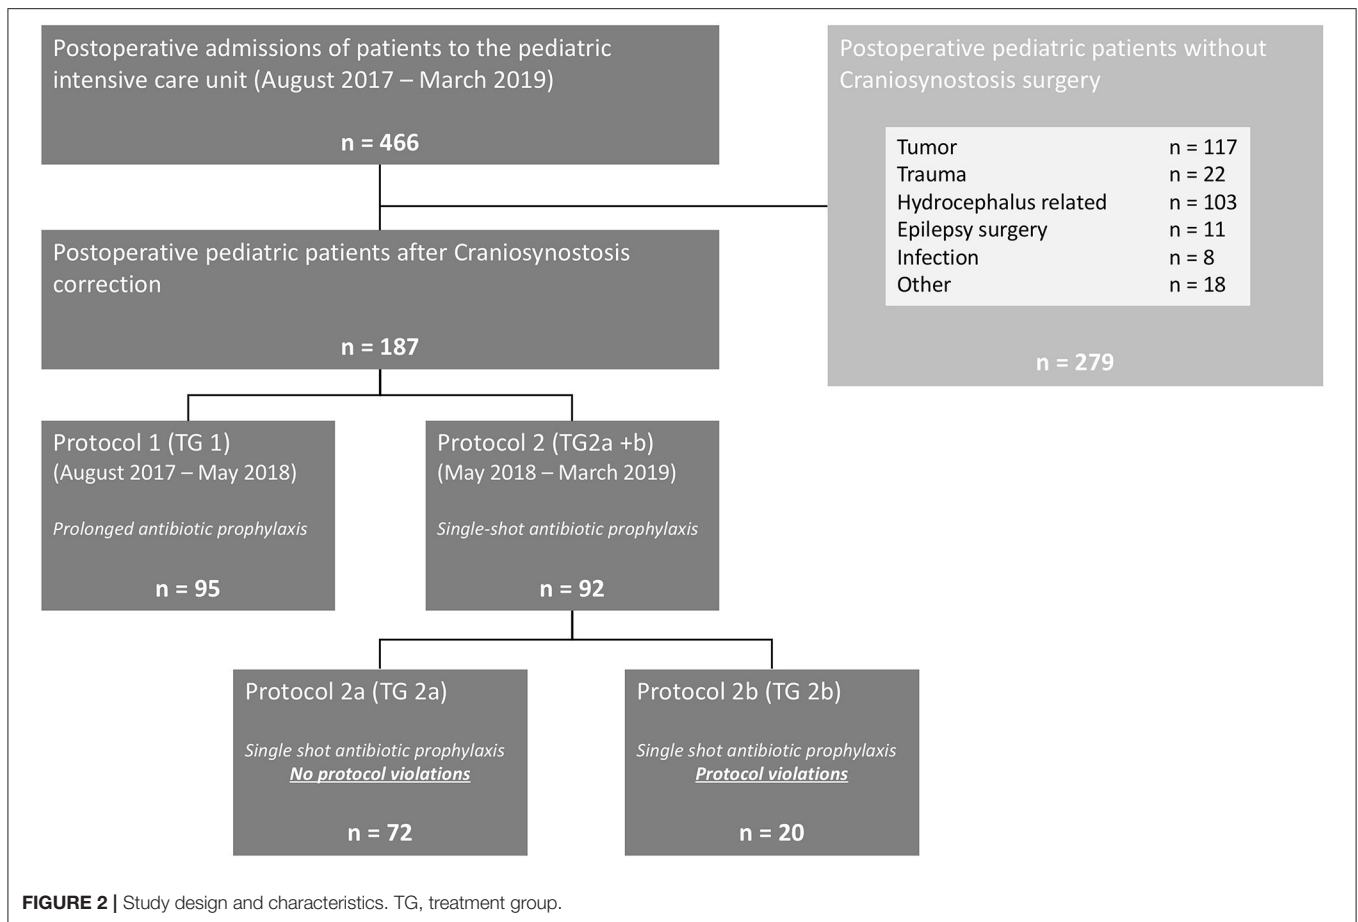 Postoperative admissions of patients to the pediatric
intensive care unit (August 2017 – March 2019)
n = 466
Postoperative pediatric patients without
Craniosynostosis surgery
Tumor n = 117
Trauma n = 22
Hydrocephalus related n = 103
Epilepsy surgery n = 11
Infection n = 8
Other n = 18
n = 279
Postoperative pediatric patients after Craniosynostosis
correction
n = 187
Protocol 1 (TG 1)
(August 2017 – May 2018)
Prolonged antibiotic prophylaxis
n = 95
Protocol 2 (TG2a +b)
(May 2018 – March 2019)
Single-shot antibiotic prophylaxis
n = 92
Protocol 2a (TG 2a)
Single shot antibiotic prophylaxis
No protocol violations
n = 72
Protocol 2b (TG 2b)
Single shot antibiotic prophylaxis
Protocol violations
n = 20
FIGURE 2 | Study design and characteristics. TG, treatment group.